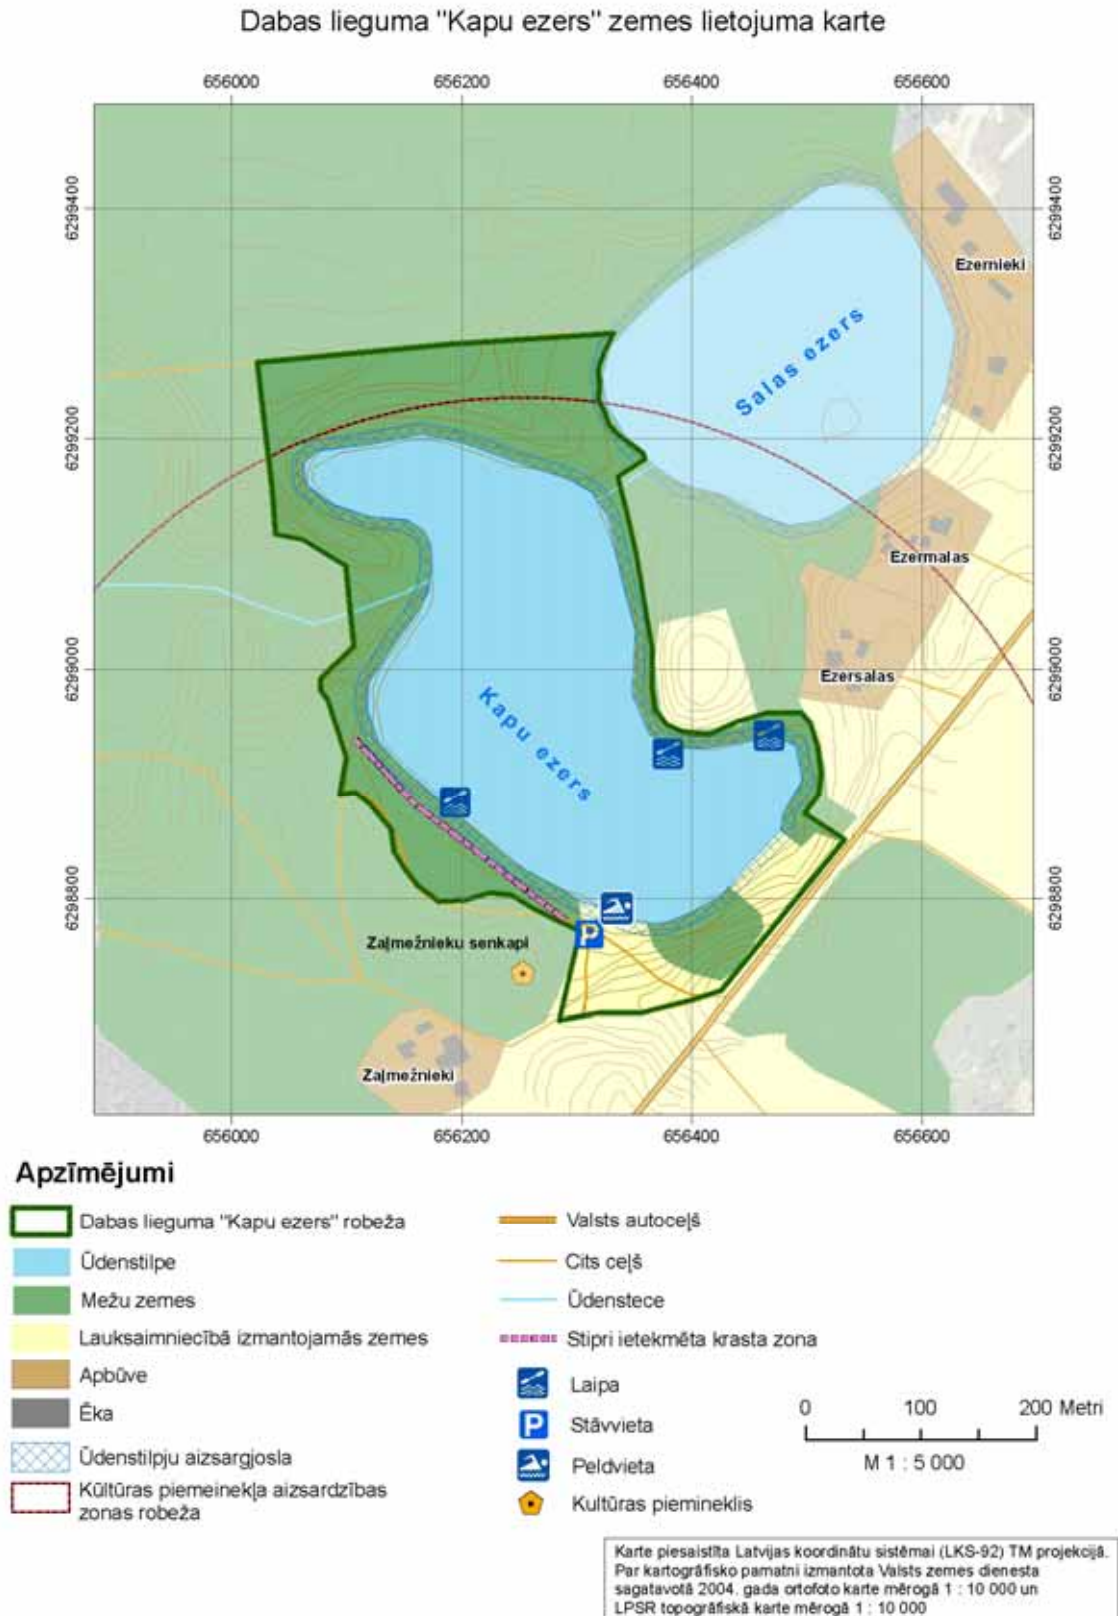 Dabas lieguma "Kapu ezers" zemes lietojuma karte
656000 656200 656400 656600
6299400 6299400
Ezernieki
Salas ezers
6299200 6299200
Ezermalas
6299000 6299000
Ezersalas
Kapu ezers
6298800 6298800
P
Zaļmežnieku senkapi
Zaļmežnieki
656000 656200 656400 656600
Apzīmējumi
Dabas lieguma "Kapu ezers" robeža
Ūdenstilpe
Mežu zemes
Lauksaimniecībā izmantojamās zemes
Apbūve
Ēka
Ūdenstilpju aizsargjosla
Kūltūras piemeinekļa aizsardzības
zonas robeža
Valsts autoceļš
Cits ceļš
Ūdenstece
Stipri ietekmēta krasta zona
Laipa
P Stāvvieta
Peldvieta
Kultūras piemineklis
0 100 200 Metri
M 1 : 5 000
Karte piesaistīta Latvijas koordinātu sistēmai (LKS-92) TM projekcijā.
Par kartogrāfisko pamatni izmantota Valsts zemes dienesta
sagatavotā 2004. gada ortofoto karte mērogā 1 : 10 000 un
LPSR topogrāfiskā karte mērogā 1 : 10 000